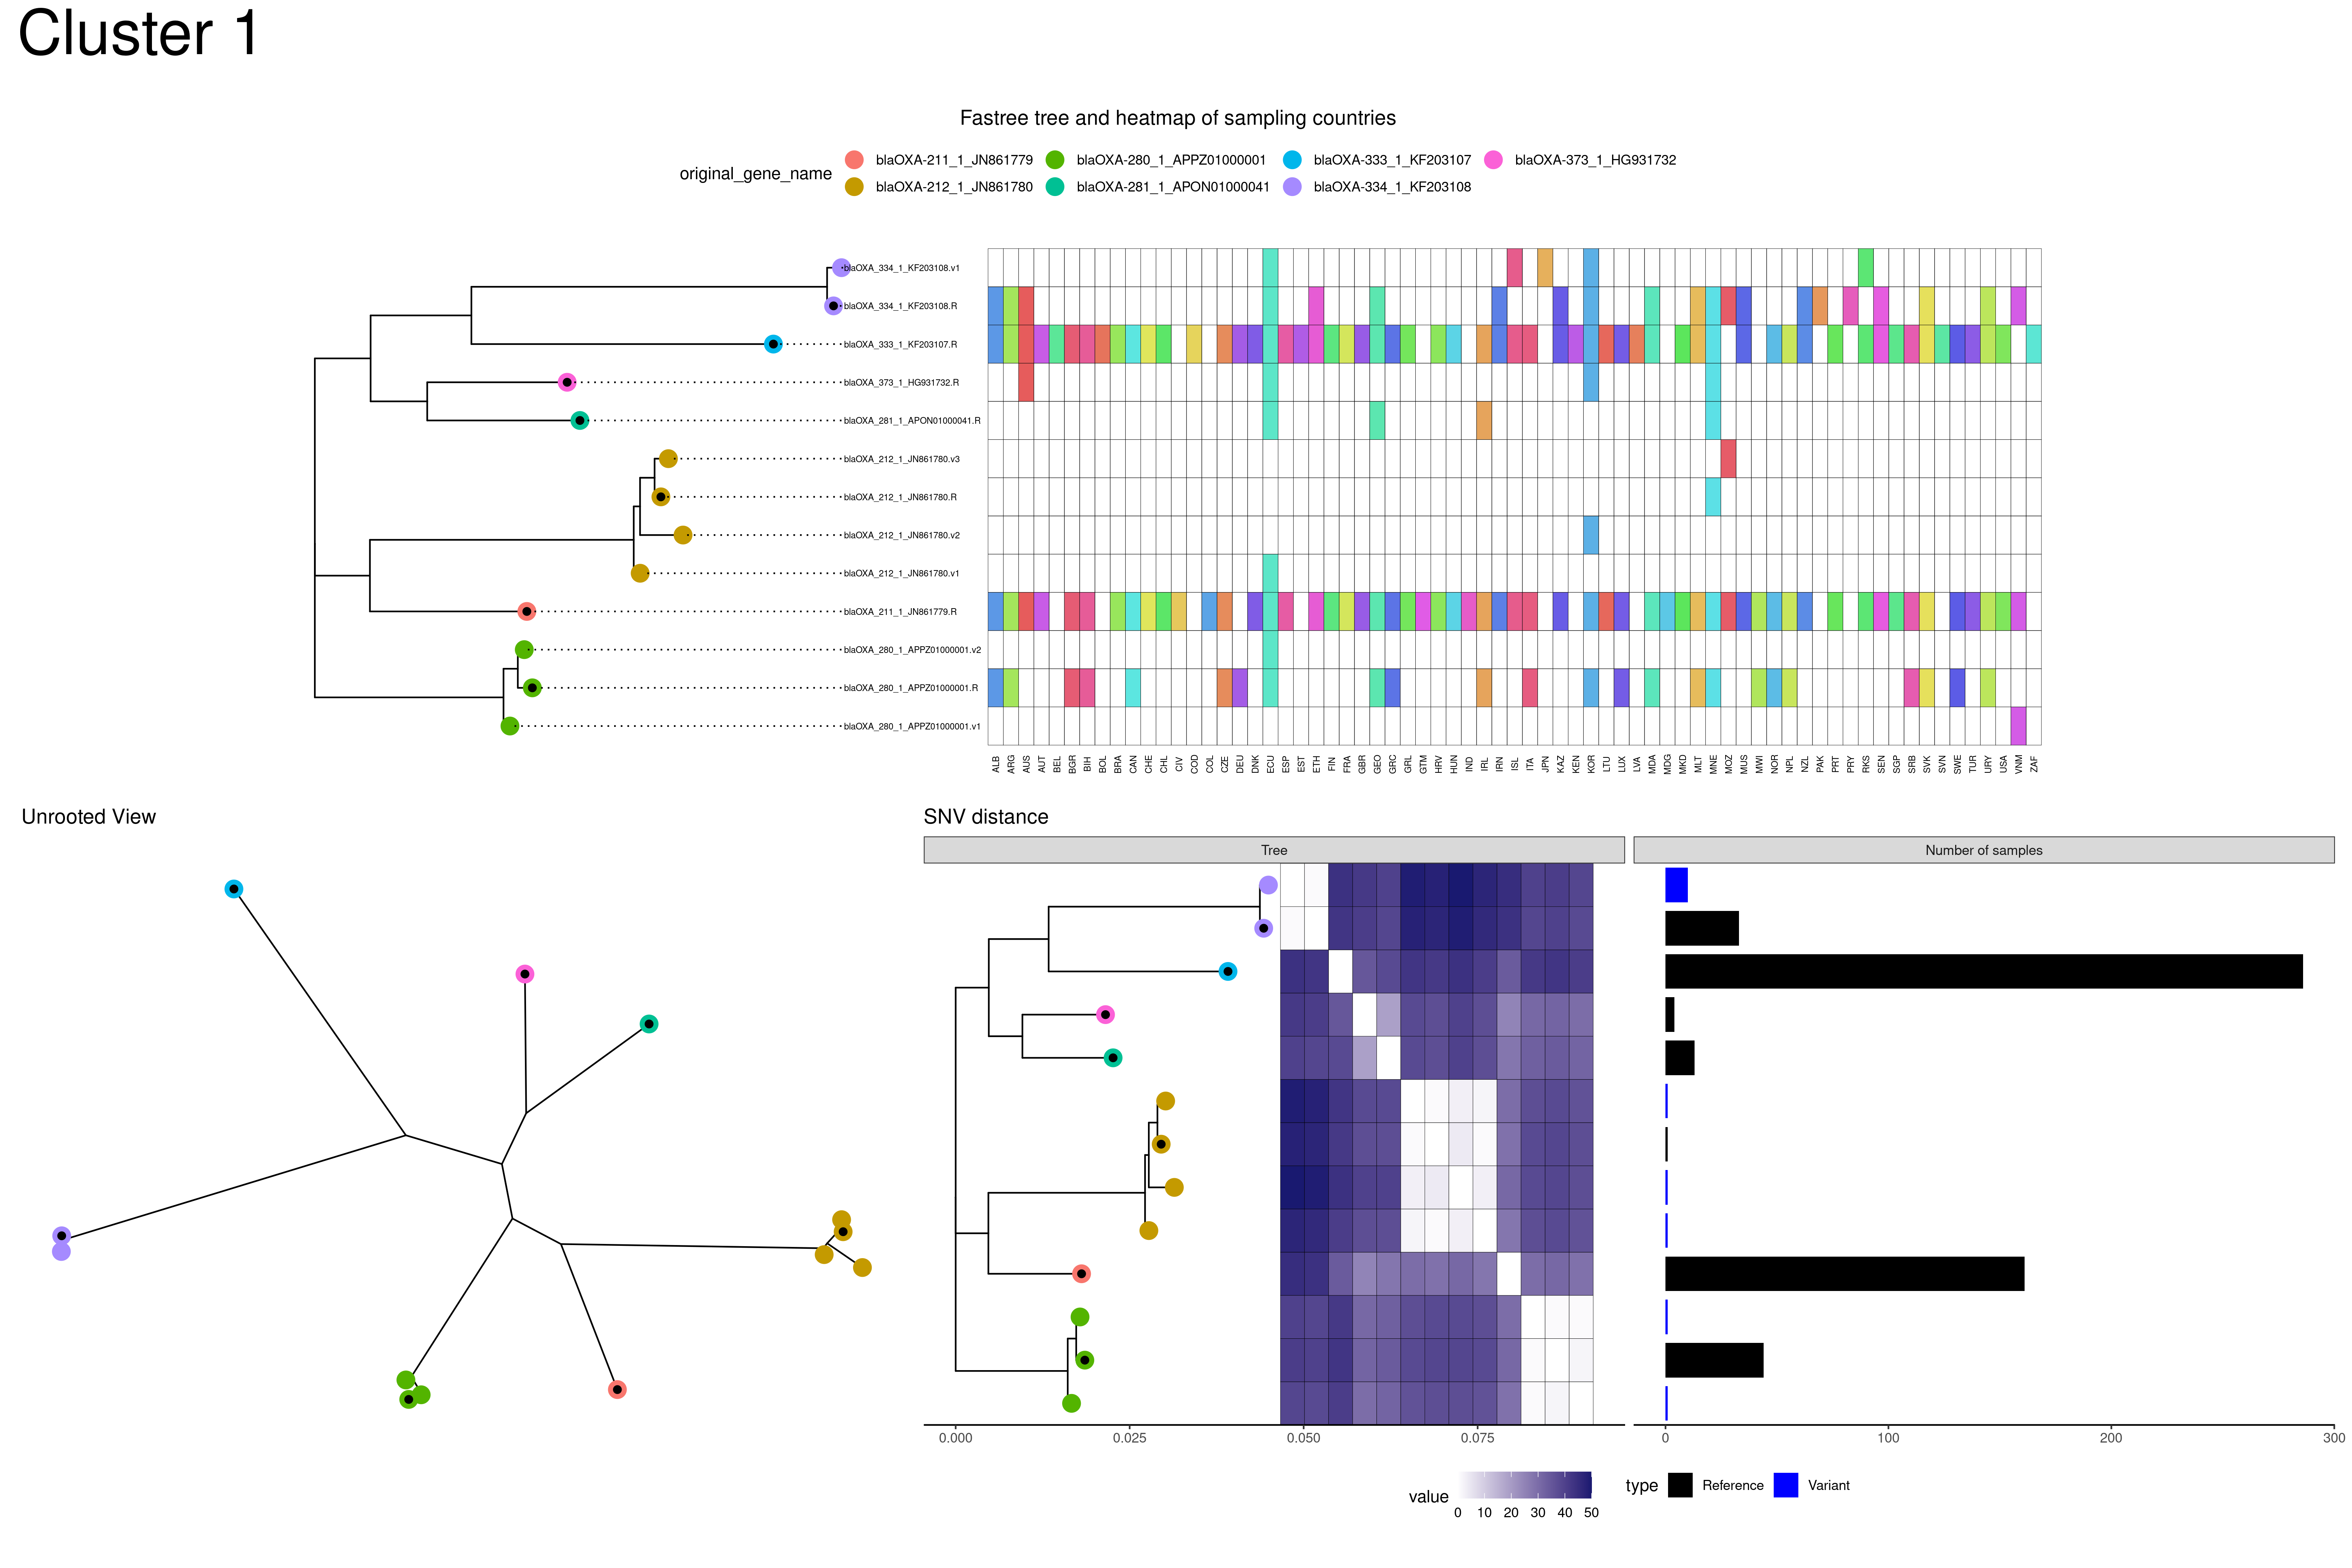 Cluster 1
Fastree tree and heatmap of sampling countries
original_gene_name
blaOXA-211_1_JN861779 blaOXA-280_1_APPZ01000001 blaOXA-333_1_KF203107 blaOXA-373_1_HG931732
blaOXA-212_1_JN861780 blaOXA-281_1_APON01000041 blaOXA-334_1_KF203108
blaOXA_334_1_KF203108.v1
blaOXA_334_1_KF203108.R
blaOXA_333_1_KF203107.R
blaOXA_373_1_HG931732.R
blaOXA_281_1_APON01000041.R
blaOXA_212_1_JN861780.v3
blaOXA_212_1_JN861780.R
blaOXA_212_1_JN861780.v2
blaOXA_212_1_JN861780.v1
blaOXA_211_1_JN861779.R
blaOXA_280_1_APPZ01000001.v2
blaOXA_280_1_APPZ01000001.R
blaOXA_280_1_APPZ01000001.v1
ALB ARG AUS AUT BEL BGR BIH BOL BRA CAN CHE CHL CIV COD COL CZE DEU DNK ECU ESP EST ETH FIN FRA GBR GEO GRC GRL GTM HRV HUN IND IRL IRN ISL ITA JPN KAZ KEN KOR LTU LUX LVA MDA MDG MKD MLT MNE MOZ MUS MWI NOR NPL NZL PAK PRT PRY RKS SEN SGP SRB SVK SVN SWE TUR URY USA VNM ZAF
Unrooted View
SNV distance
Tree
Number of samples
0.000 0.025 0.050 0.075
0 100 200 300
value
0 10 20 30 40 50
type Reference Variant